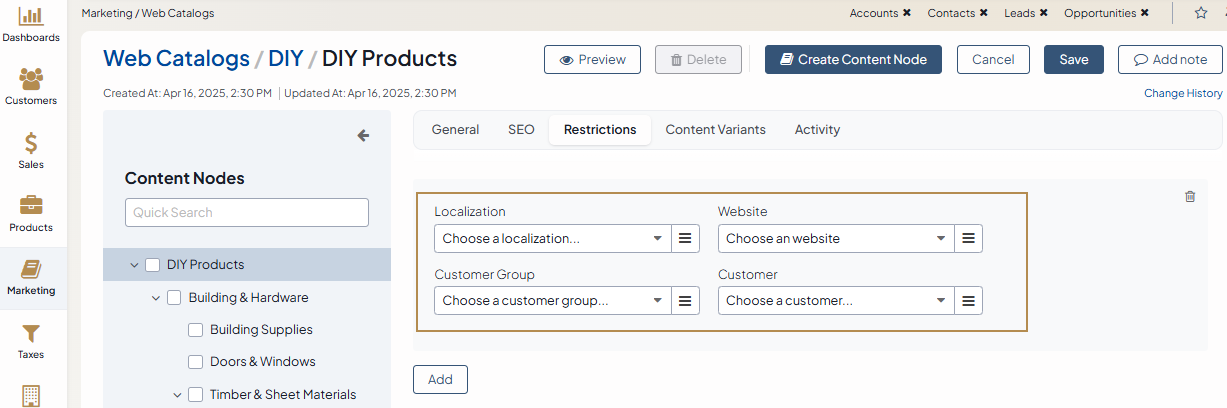 Marketing / Web Catalogs
Accounts ✖ Contacts ✖ Leads ✖ Opportunities ✖
Dashboards
Customers
Sales
Products
Marketing
Taxes
Web Catalogs / DIY / DIY Products
Preview
Delete
Create Content Node
Cancel
Save
Add note
Created At: Apr 16, 2025, 2:30 PM | Updated At: Apr 16, 2025, 2:30 PM
Change History
Content Nodes
Quick Search
DIY Products
Building & Hardware
Building Supplies
Doors & Windows
Timber & Sheet Materials
General SEO Restrictions Content Variants Activity
Localization
Choose a localization...
Website
Choose an website
Customer Group
Choose a customer group...
Customer
Choose a customer...
Add